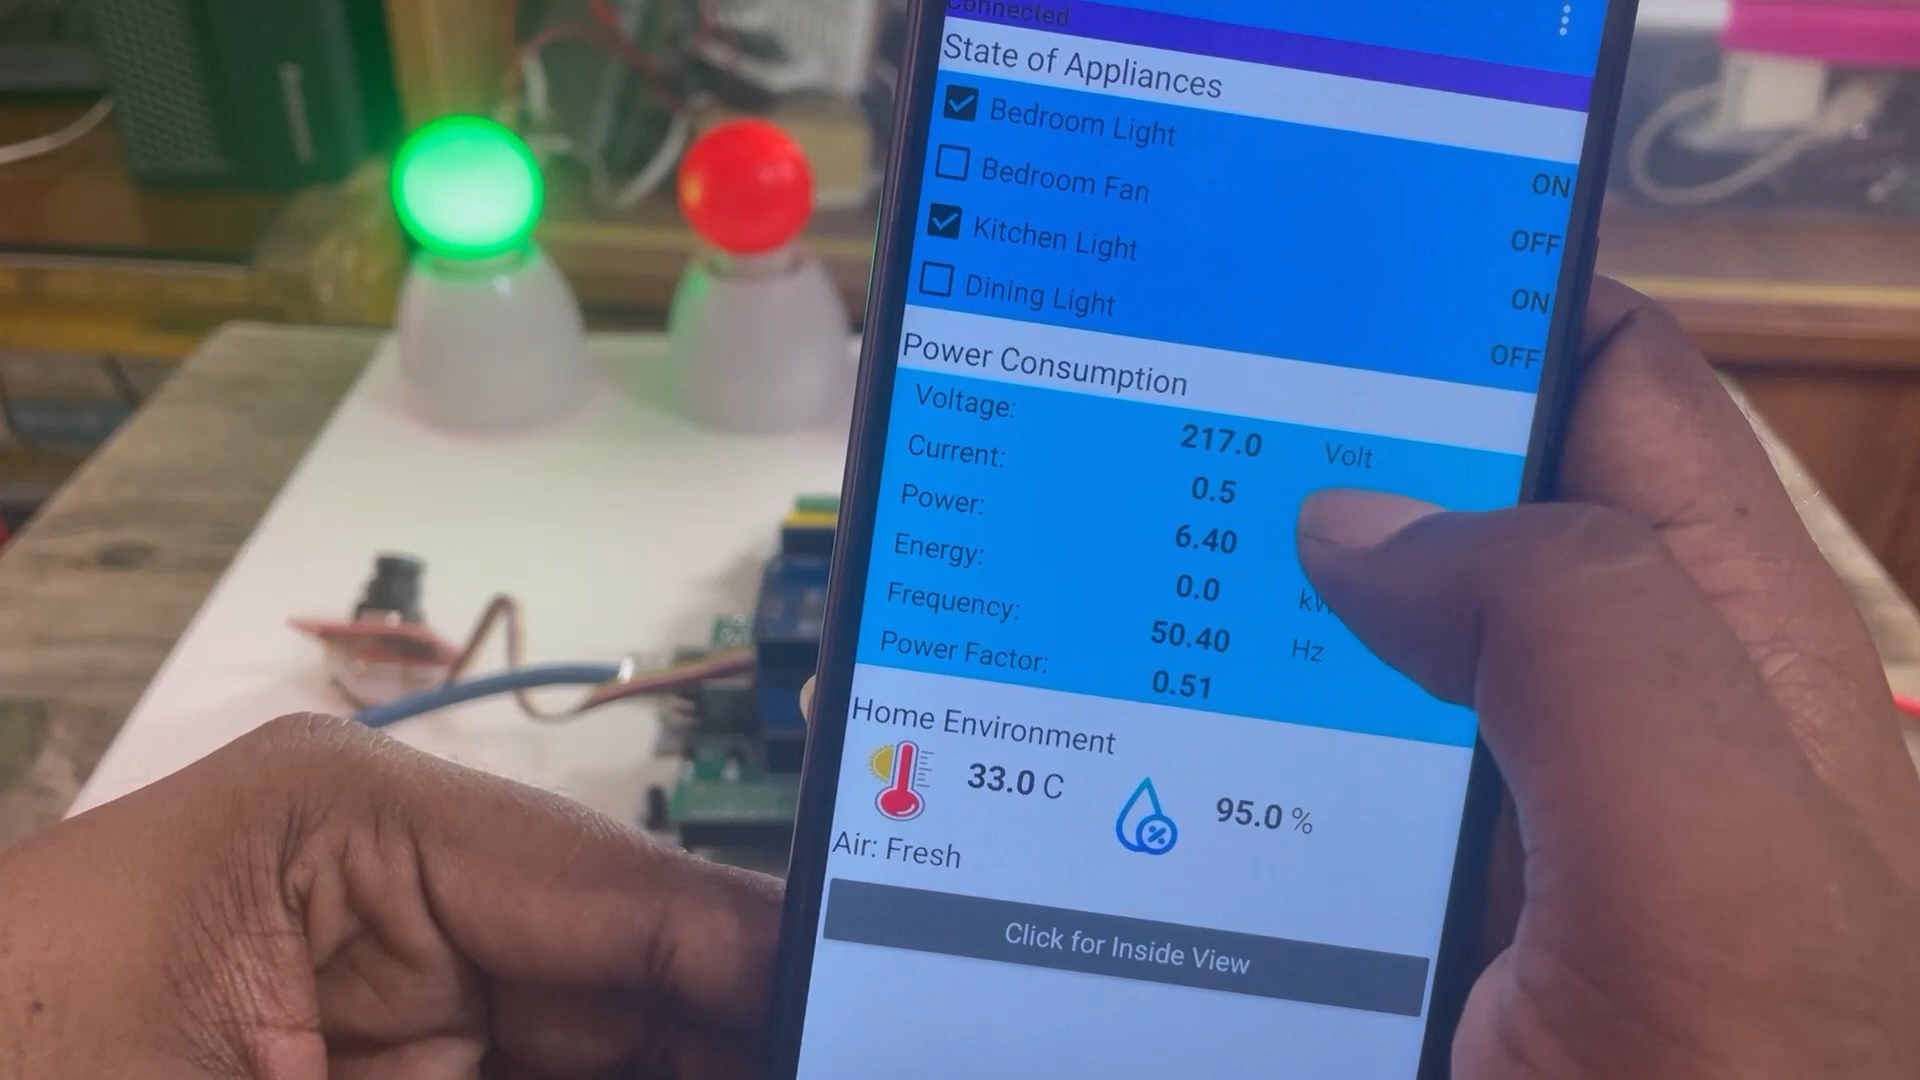 Connected
State of Appliances
Bedroom Light ON
Bedroom Fan OFF
Kitchen Light ON
Dining Light OFF
Power Consumption
Voltage: 217.0 Volt
Current: 0.5
Power: 6.40
Energy: 0.0
Frequency: 50.40 Hz
Power Factor: 0.51
Home Environment
33.0 C 95.0 %
Air: Fresh
Click for Inside View